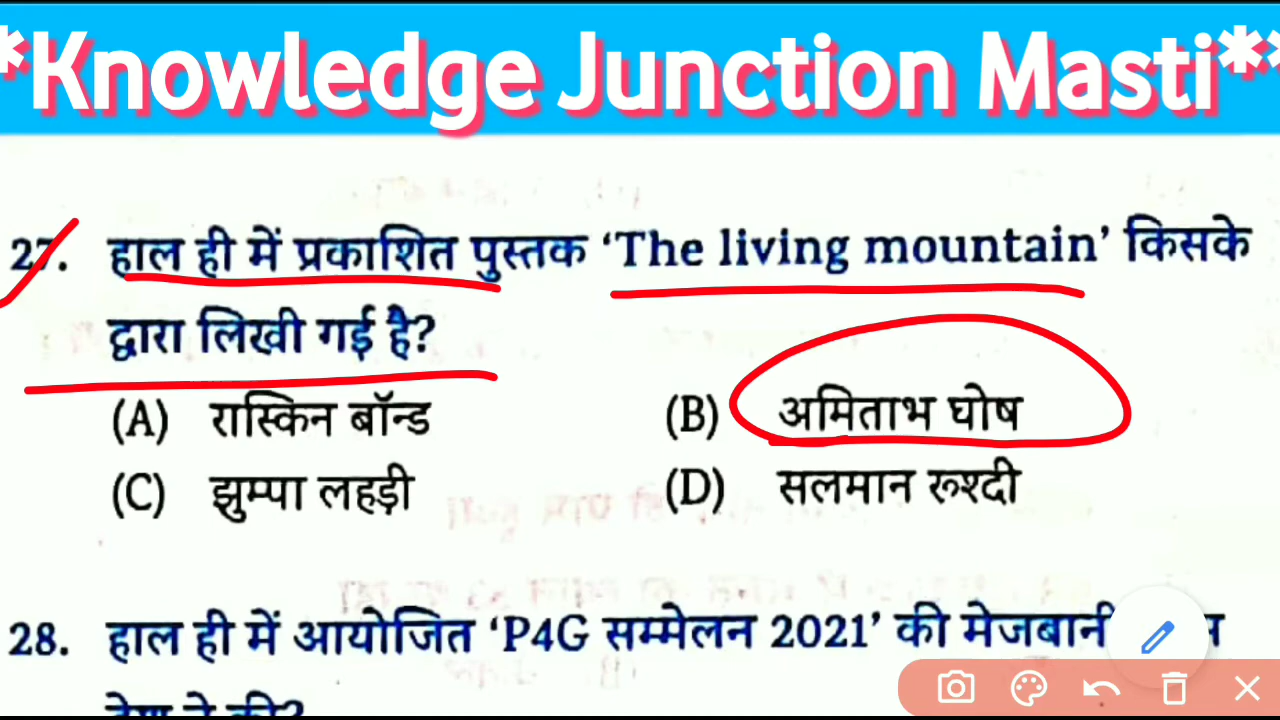 *Knowledge Junction Masti**
27. हाल ही में प्रकाशित पुस्तक ‘The living mountain’ किसके
द्वारा लिखी गई है?
(A) रास्किन बॉन्ड (B) अमिताभ घोष
(C) झुम्पा लहड़ी (D) सलमान रूश्दी
28. हाल ही में आयोजित ‘P4G सम्मेलन 2021’ की मेजबानी